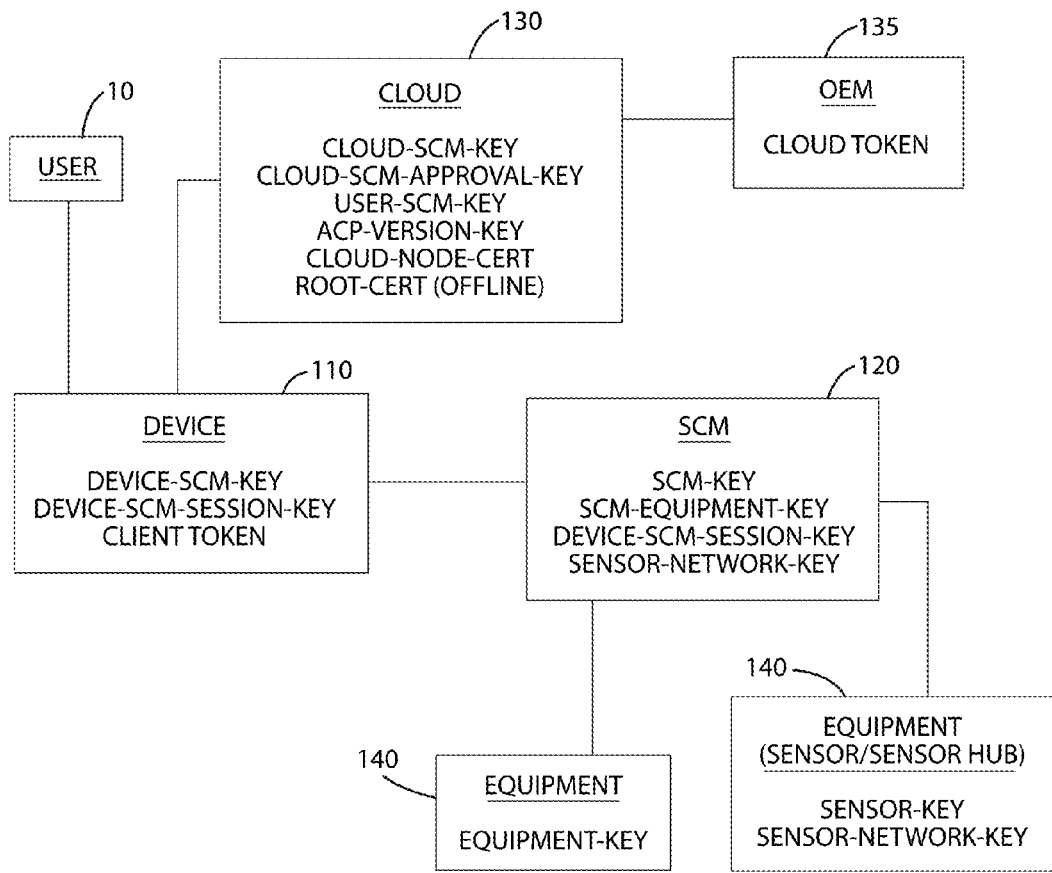 130
135
10
CLOUD
CLOUD-SCM-KEY
CLOUD-SCM-APPROVAL-KEY
USER-SCM-KEY
ACP-VERSION-KEY
CLOUD-NODE-CERT
ROOT-CERT (OFFLINE)
OEM
CLOUD TOKEN
USER
110
120
DEVICE
DEVICE-SCM-KEY
DEVICE-SCM-SESSION-KEY
CLIENT TOKEN
SCM
SCM-KEY
SCM-EQUIPMENT-KEY
DEVICE-SCM-SESSION-KEY
SENSOR-NETWORK-KEY
140
EQUIPMENT
EQUIPMENT-KEY
140
EQUIPMENT
(SENSOR/SENSOR HUB)
SENSOR-KEY
SENSOR-NETWORK-KEY